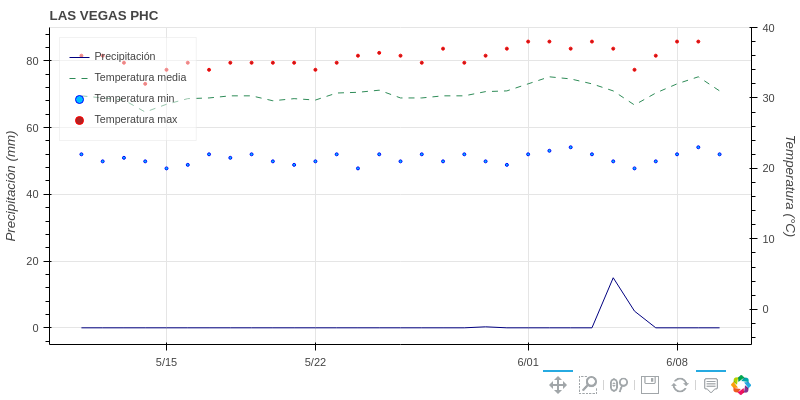 LAS VEGAS PHC
Precipitación
Temperatura media
Temperatura min
Temperatura max
Precipitación (mm)
80
60
40
20
0
Temperatura (°C)
40
30
20
10
0
5/15
5/22
6/01
6/08